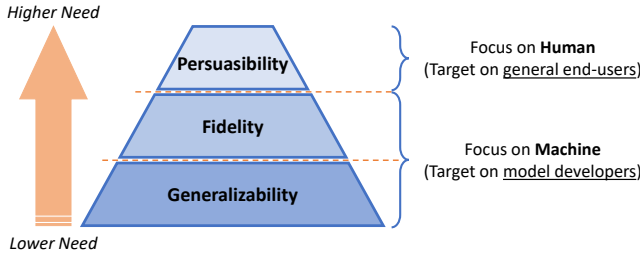 Higher Need
Persuasibility
Focus on Human
(Target on general end-users)
Fidelity
Focus on Machine
(Target on model developers)
Generalizability
Lower Need